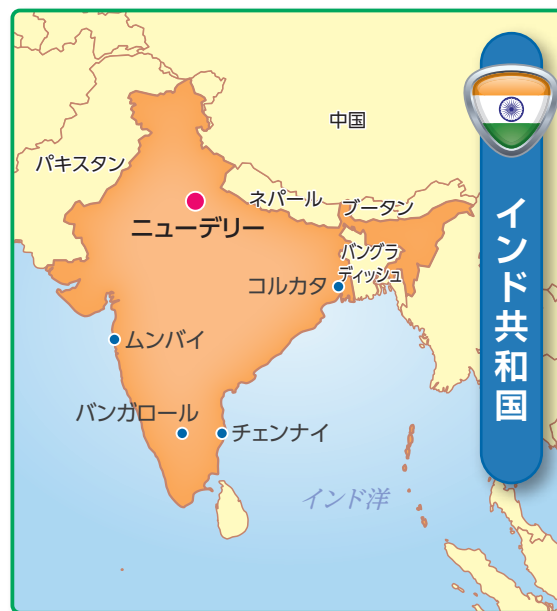 インド共和国
中国
パキスタン
ネパール
ブータン
ニューデリー
バングラ
ディッシュ
コルカタ
ムンバイ
バンガロール
チェンナイ
インド洋